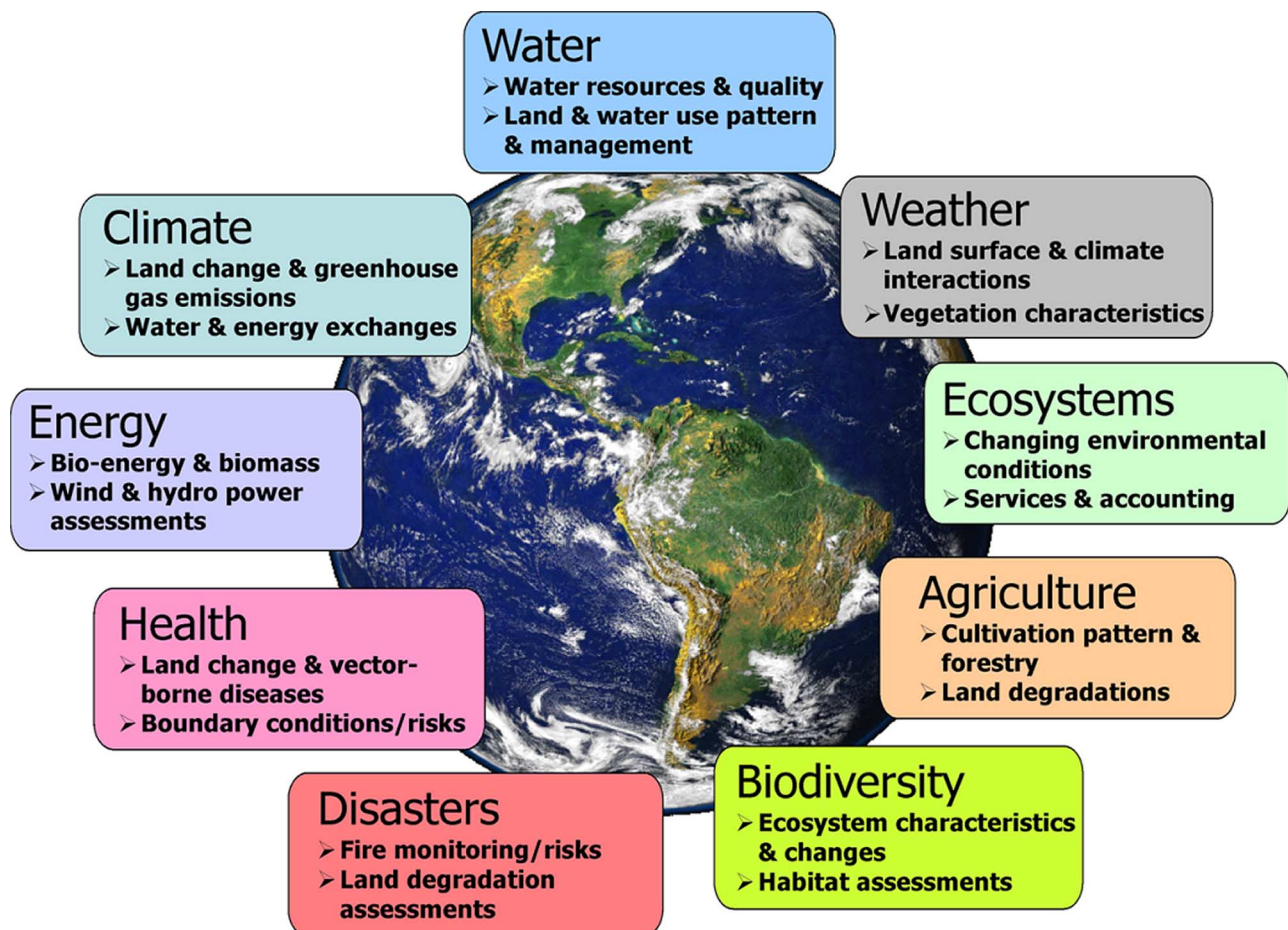 Water
➢ Water resources & quality
➢ Land & water use pattern
& management
Climate
➢ Land change & greenhouse
gas emissions
➢ Water & energy exchanges
Weather
➢ Land surface & climate
interactions
➢ Vegetation characteristics
Energy
➢ Bio-energy & biomass
➢ Wind & hydro power
assessments
Ecosystems
➢ Changing environmental
conditions
➢ Services & accounting
Health
➢ Land change & vector-
borne diseases
➢ Boundary conditions/risks
Agriculture
➢ Cultivation pattern &
forestry
➢ Land degradations
Disasters
➢ Fire monitoring/risks
➢ Land degradation
assessments
Biodiversity
➢ Ecosystem characteristics
& changes
➢ Habitat assessments